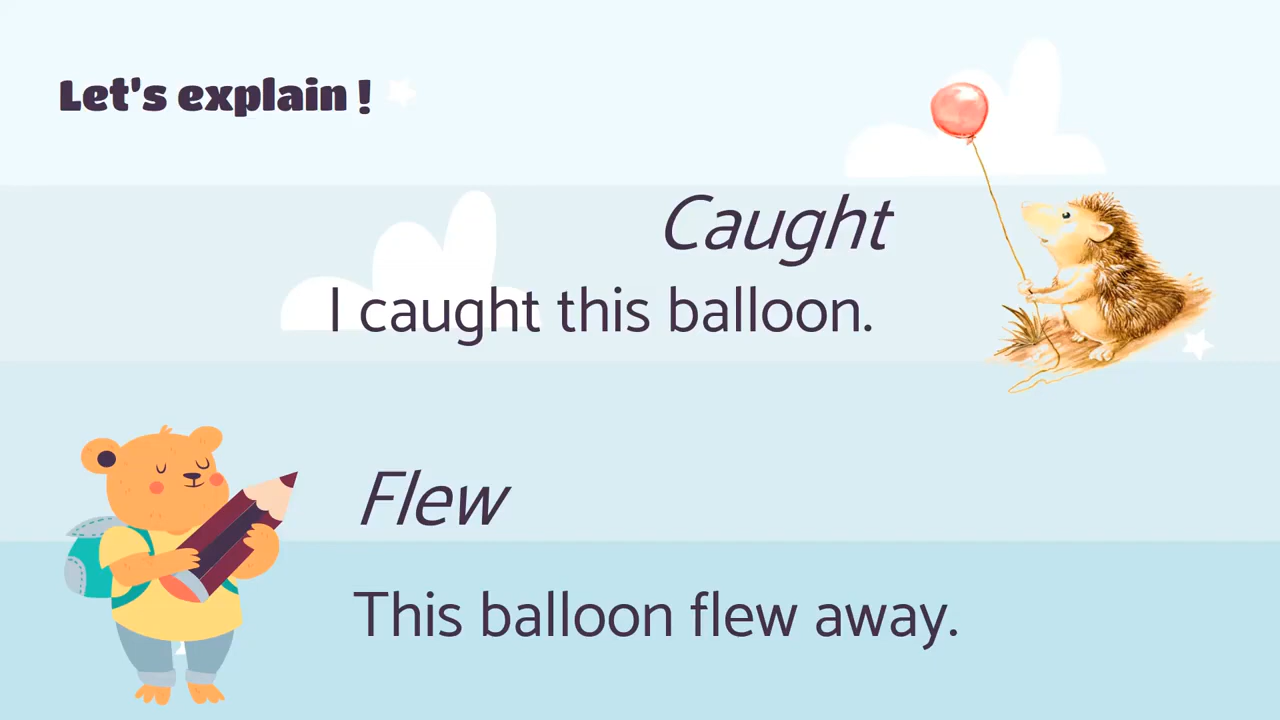 Let's explain !
Caught
I caught this balloon.
Flew
This balloon flew away.